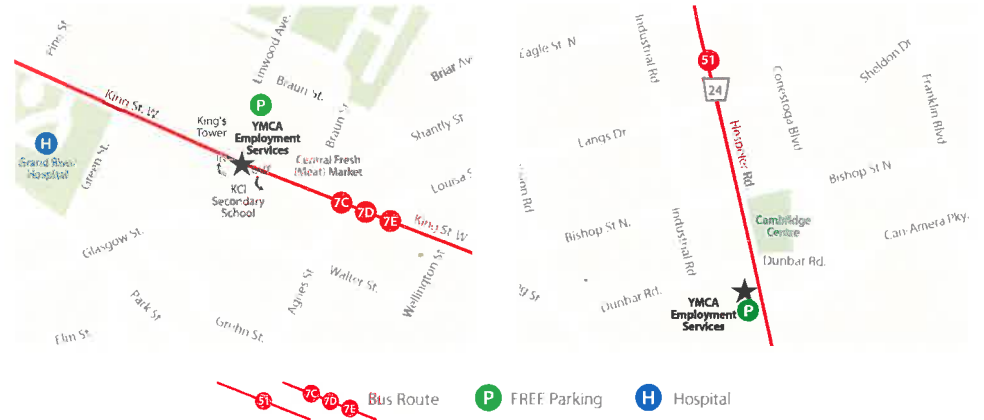 Pine St.
Linwood Ave.
Braun St.
Briar Av
King St. W.
King's
Tower
P
YMCA
Employment
Services
Braun St.
Shantly St
H
Grand River
Hospital
Green St.
Central Fresh
(Meat) Market
Louisa S
KCI
Secondary
School
7C
7D
7E
King St. W
Glasgow St.
Walter St.
Agnes St
Wellington St
Park St
Gruhn St.
Elm St.
Eagle St N
Industrial Rd
51
24
Conestoga Blvd
Sheldon Dr
Franklin Blvd
Langs Dr
Hespeler Rd
Bishop St N
Bishop St N.
Industrial Rd
Cambridge
Centre
Can-Amera Pky.
Dunbar Rd.
Dunbar Rd.
YMCA
Employment
Services
P
51
7C
7D
7E
Bus Route
P
FREE Parking
H
Hospital